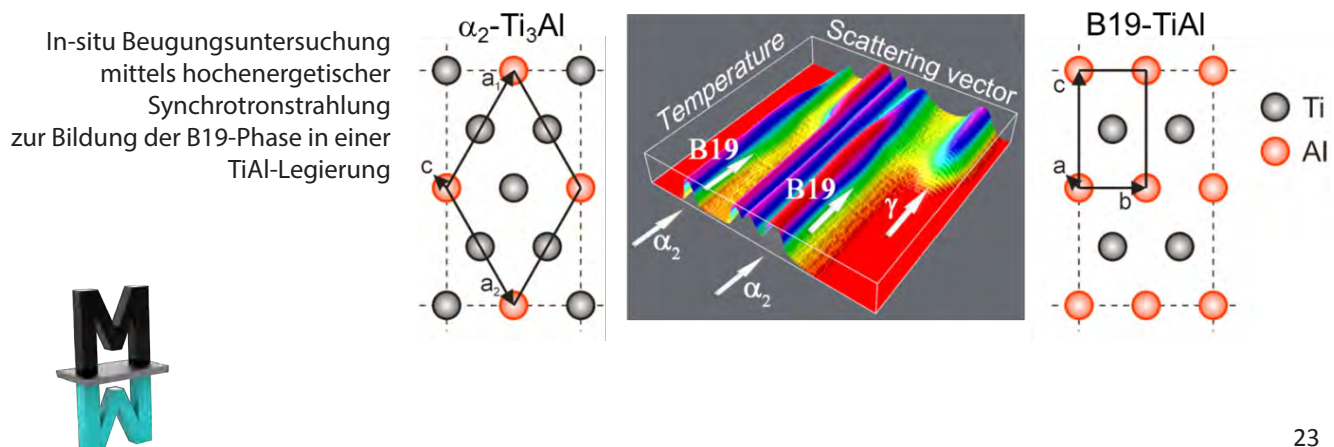 In-situ Beugungsuntersuchung
mittels hochenergetischer
Synchrotronstrahlung
zur Bildung der B19-Phase in einer
TiAl-Legierung
α₂-Ti₃Al
a₁
c
a₂
Temperature
Scattering vector
B19
B19
γ
α₂
α₂
B19-TiAl
c
a
b
Ti
Al
M
M
23